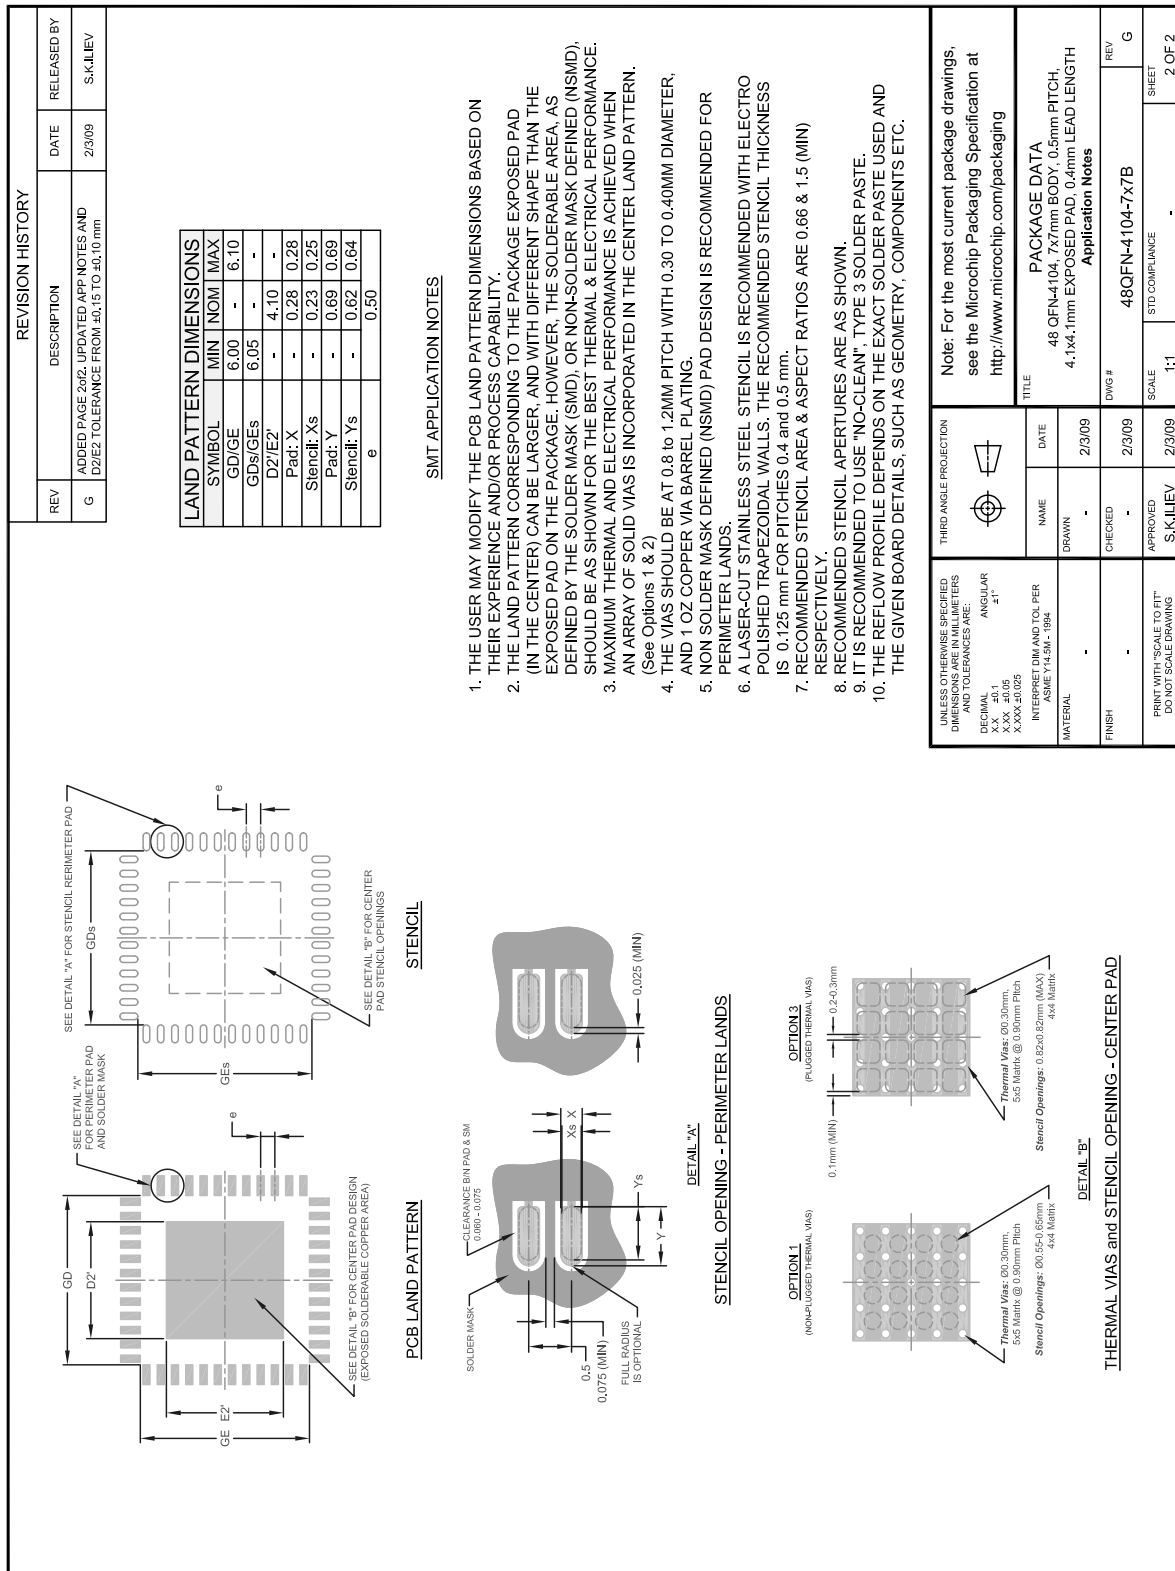 REVISION HISTORY
REV DESCRIPTION DATE RELEASED BY
G ADDED PAGE 2of2. UPDATED APP NOTES AND D2/E2 TOLERANCE FROM ±0.15 TO ±0.10 mm 2/3/09 S.K.ILIEV
LAND PATTERN DIMENSIONS
SYMBOL MIN NOM MAX
GD/GE 6.00 - 6.10
GDs/GEs 6.05 - -
D2'/E2' - 4.10 -
Pad: X - 0.28 0.28
Stencil: Xs - 0.23 0.25
Pad: Y - 0.69 0.69
Stencil: Ys - 0.62 0.64
e 0.50
SMT APPLICATION NOTES
1. THE USER MAY MODIFY THE PCB LAND PATTERN DIMENSIONS BASED ON
THEIR EXPERIENCE AND/OR PROCESS CAPABILITY.
2. THE LAND PATTERN CORRESPONDING TO THE PACKAGE EXPOSED PAD
(IN THE CENTER) CAN BE LARGER, AND WITH DIFFERENT SHAPE THAN THE
EXPOSED PAD ON THE PACKAGE. HOWEVER, THE SOLDERABLE AREA, AS
DEFINED BY THE SOLDER MASK (SMD), OR NON-SOLDER MASK DEFINED (NSMD),
SHOULD BE AS SHOWN FOR THE BEST THERMAL & ELECTRICAL PERFORMANCE.
3. MAXIMUM THERMAL AND ELECTRICAL PERFORMANCE IS ACHIEVED WHEN
AN ARRAY OF SOLID VIAS IS INCORPORATED IN THE CENTER LAND PATTERN.
(See Options 1 & 2)
4. THE VIAS SHOULD BE AT 0.8 to 1.2MM PITCH WITH 0.30 TO 0.40MM DIAMETER,
AND 1 OZ COPPER VIA BARREL PLATING.
5. NON SOLDER MASK DEFINED (NSMD) PAD DESIGN IS RECOMMENDED FOR
PERIMETER LANDS.
6. A LASER-CUT STAINLESS STEEL STENCIL IS RECOMMENDED WITH ELECTRO
POLISHED TRAPEZOIDAL WALLS. THE RECOMMENDED STENCIL THICKNESS
IS 0.125 mm FOR PITCHES 0.4 and 0.5 mm.
7. RECOMMENDED STENCIL AREA & ASPECT RATIOS ARE 0.66 & 1.5 (MIN)
RESPECTIVELY.
8. RECOMMENDED STENCIL APERTURES ARE AS SHOWN.
9. IT IS RECOMMENDED TO USE "NO-CLEAN", TYPE 3 SOLDER PASTE.
10. THE REFLOW PROFILE DEPENDS ON THE EXACT SOLDER PASTE USED AND
THE GIVEN BOARD DETAILS, SUCH AS GEOMETRY, COMPONENTS ETC.
SEE DETAIL "A"
FOR PERIMETER PAD
AND SOLDER MASK
GD
D2'
GE
E2'
e
SEE DETAIL "B" FOR CENTER PAD DESIGN
(EXPOSED SOLDERABLE COPPER AREA)
PCB LAND PATTERN
SEE DETAIL "A" FOR STENCIL RERIMETER PAD
GDs
GEs
e
SEE DETAIL "B" FOR CENTER
PAD STENCIL OPENINGS
STENCIL
SOLDER MASK
CLEARANCE B/N PAD & SM
0.060 - 0.075
0.5
0.075 (MIN)
FULL RADIUS
IS OPTIONAL
Y
Ys
Xs
X
0.025 (MIN)
DETAIL "A"
STENCIL OPENING - PERIMETER LANDS
OPTION 1
(NON-PLUGGED THERMAL VIAS)
Thermal Vias: Ø0.30mm,
5x5 Matrix @ 0.90mm Pitch
Stencil Openings: Ø0.55-0.65mm
4x4 Matrix
OPTION 3
(PLUGGED THERMAL VIAS)
0.1mm (MIN)
0.2-0.3mm
Thermal Vias: Ø0.30mm,
5x5 Matrix @ 0.90mm Pitch
Stencil Openings: 0.82x0.82mm (MAX)
4x4 Matrix
DETAIL "B"
THERMAL VIAS and STENCIL OPENING - CENTER PAD
UNLESS OTHERWISE SPECIFIED
DIMENSIONS ARE IN MILLIMETERS
AND TOLERANCES ARE:
DECIMAL ANGULAR
X.X ±0.1 ±1°
X.XX ±0.05
X.XXX ±0.025
INTERPRET DIM AND TOL PER
ASME Y14.5M - 1994
MATERIAL
-
FINISH
-
PRINT WITH "SCALE TO FIT"
DO NOT SCALE DRAWING
THIRD ANGLE PROJECTION
NAME DATE
DRAWN
- 2/3/09
CHECKED
- 2/3/09
APPROVED
S.K.ILIEV 2/3/09
Note: For the most current package drawings,
see the Microchip Packaging Specification at
http://www.microchip.com/packaging
TITLE
PACKAGE DATA
48 QFN-4104, 7x7mm BODY, 0.5mm PITCH,
4.1x4.1mm EXPOSED PAD, 0.4mm LEAD LENGTH
Application Notes
DWG #
48QFN-4104-7x7B
REV
G
SCALE
1:1
STD COMPLIANCE
-
SHEET
2 OF 2